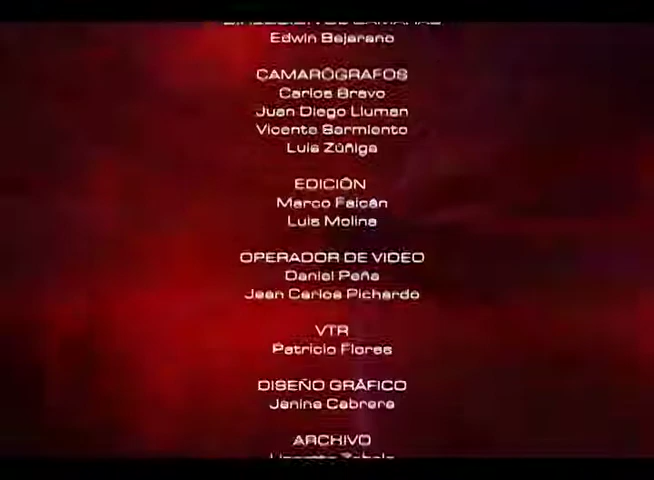 Edwin Bejarano
CAMARÓGRAFOS
Carlos Bravo
Juan Diego Lluman
Vicente Sarmiento
Luis Zúñiga
EDICIÓN
Marco Faicán
Luis Molina
OPERADOR DE VIDEO
Daniel Peña
Jean Carlos Pichardo
VTR
Patricio Flores
DISEÑO GRÁFICO
Janina Cabrera
ARCHIVO